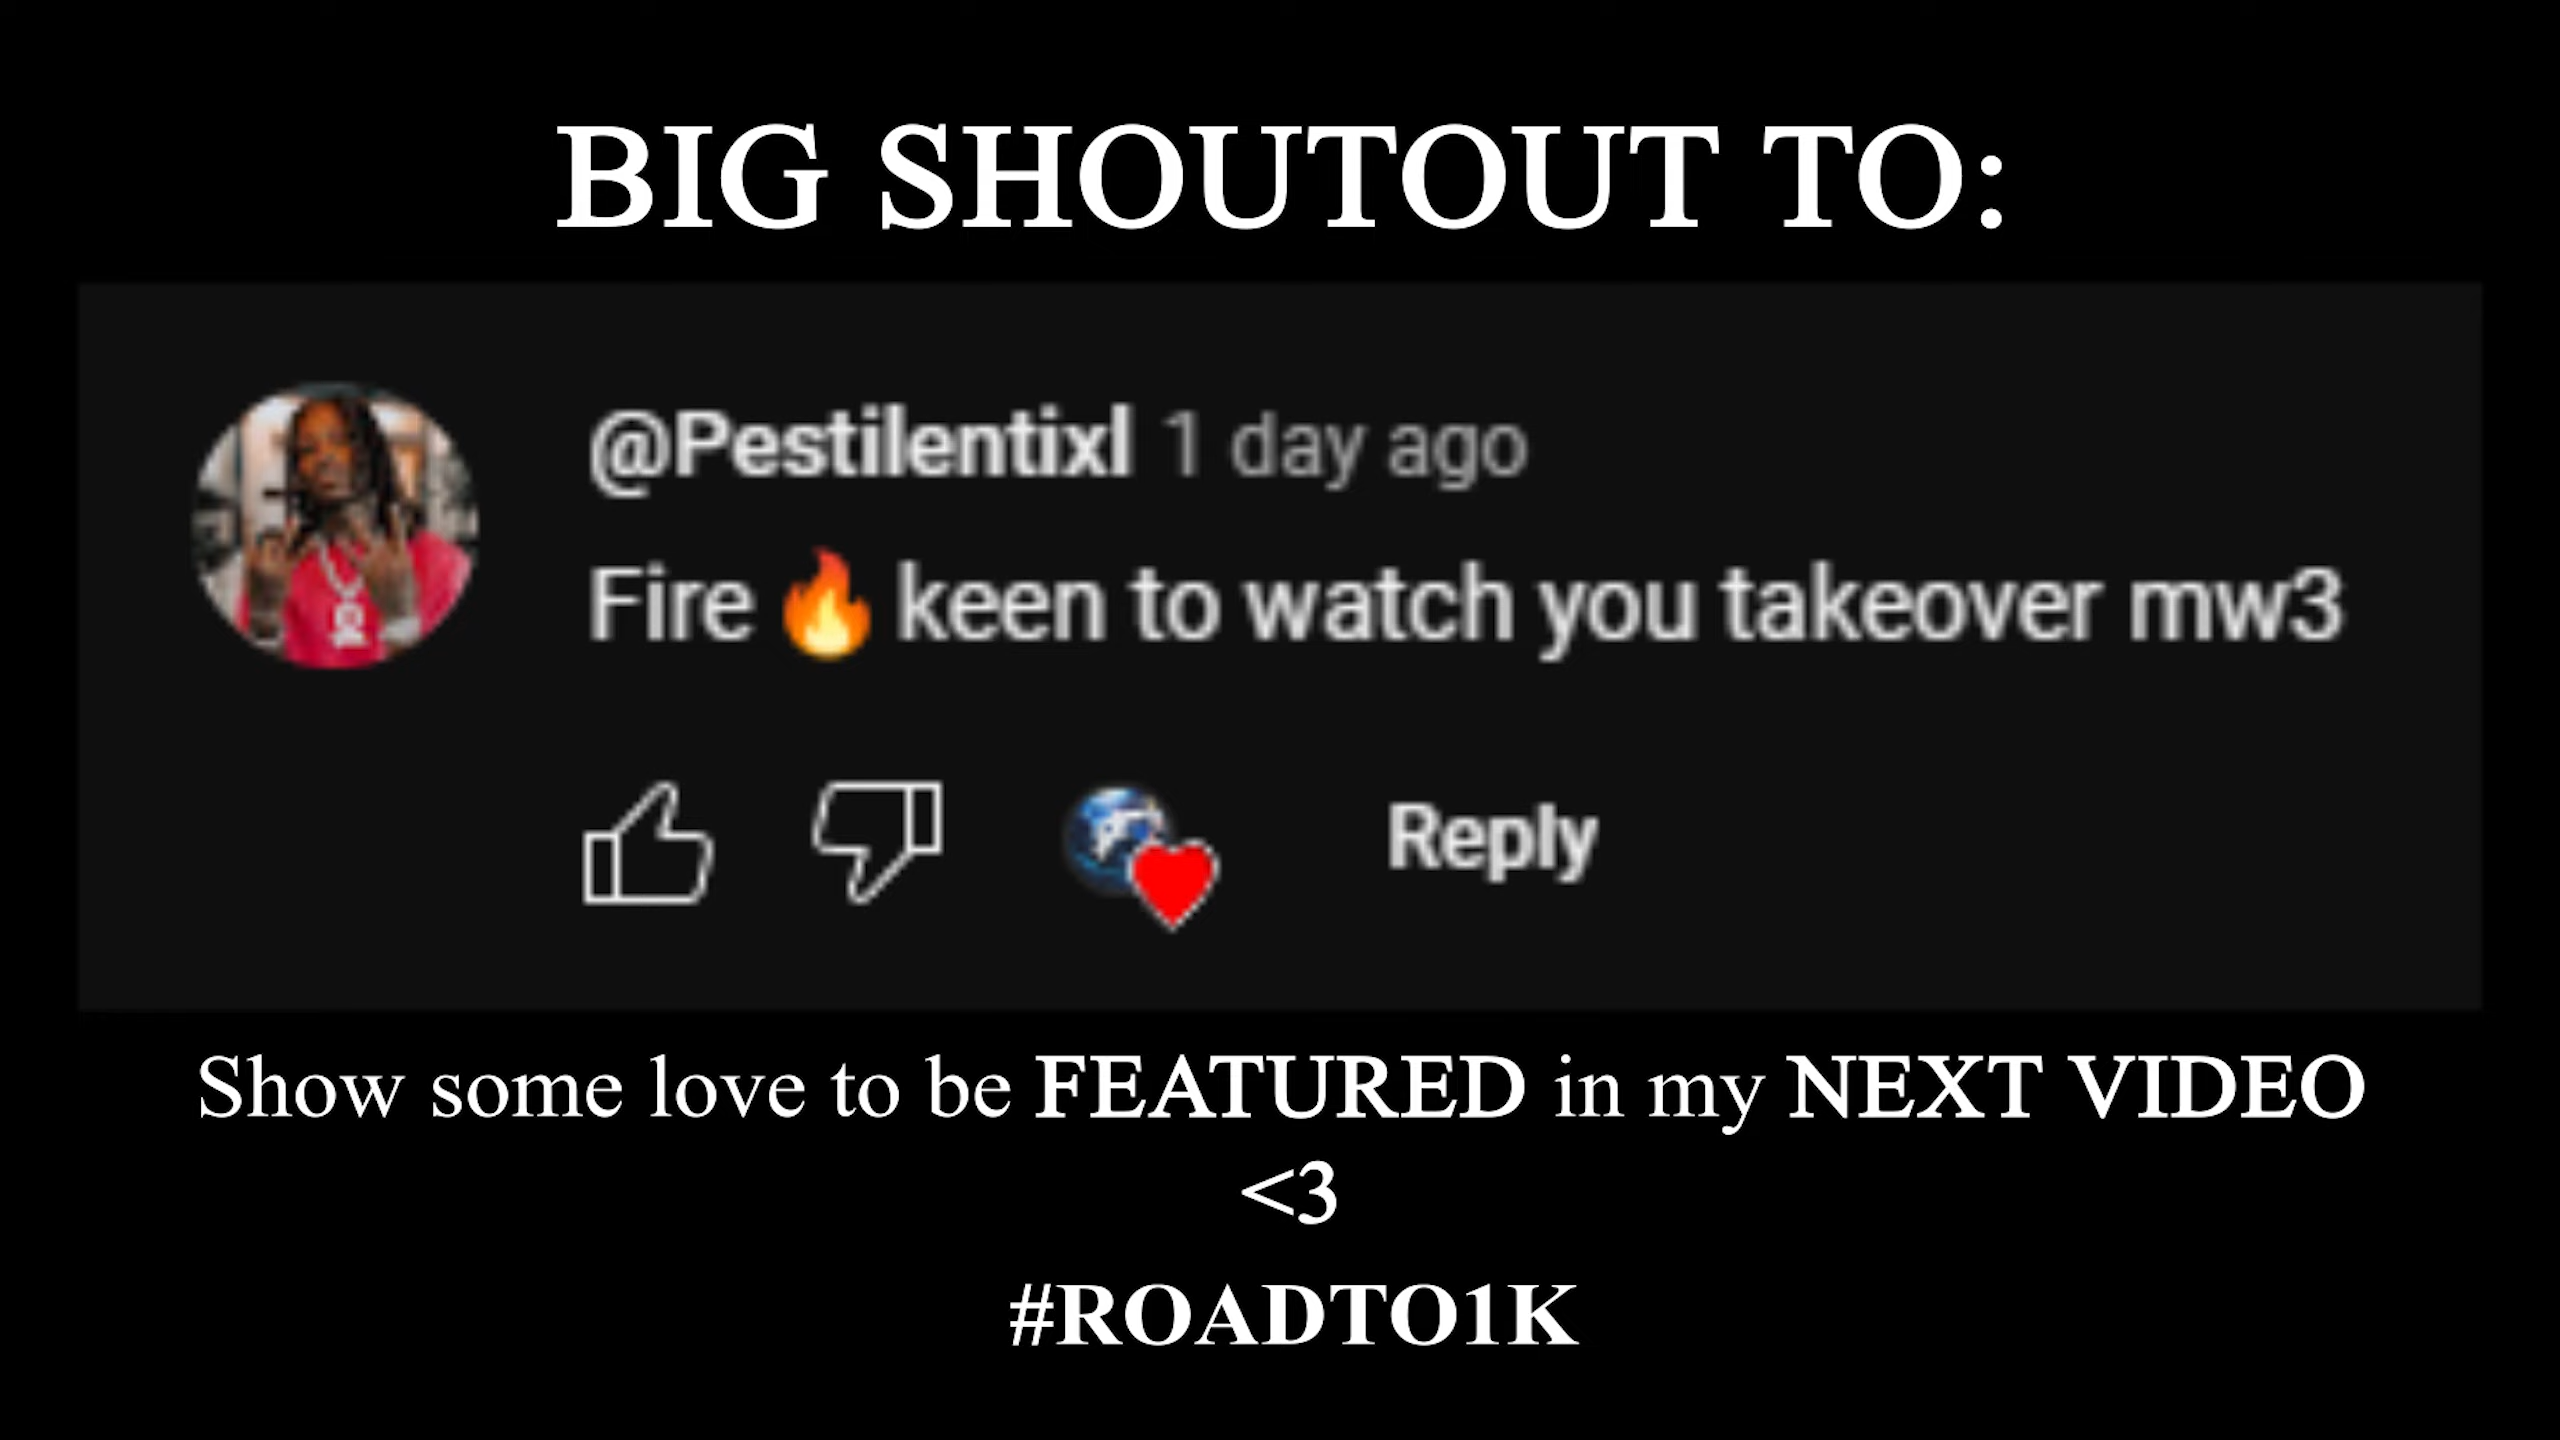 BIG SHOUTOUT TO:
@Pestilentixl 1 day ago
Fire 🔥 keen to watch you takeover mw3
Reply
Show some love to be FEATURED in my NEXT VIDEO
<3
#ROADTO1K